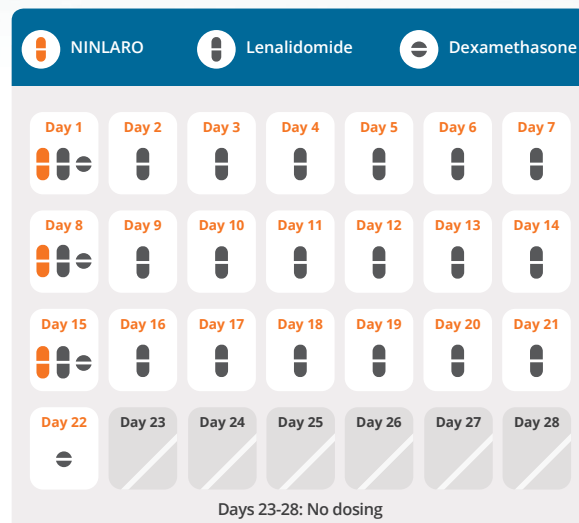 NINLARO Lenalidomide Dexamethasone
Day 1 Day 2 Day 3 Day 4 Day 5 Day 6 Day 7
Day 8 Day 9 Day 10 Day 11 Day 12 Day 13 Day 14
Day 15 Day 16 Day 17 Day 18 Day 19 Day 20 Day 21
Day 22 Day 23 Day 24 Day 25 Day 26 Day 27 Day 28
Days 23-28: No dosing